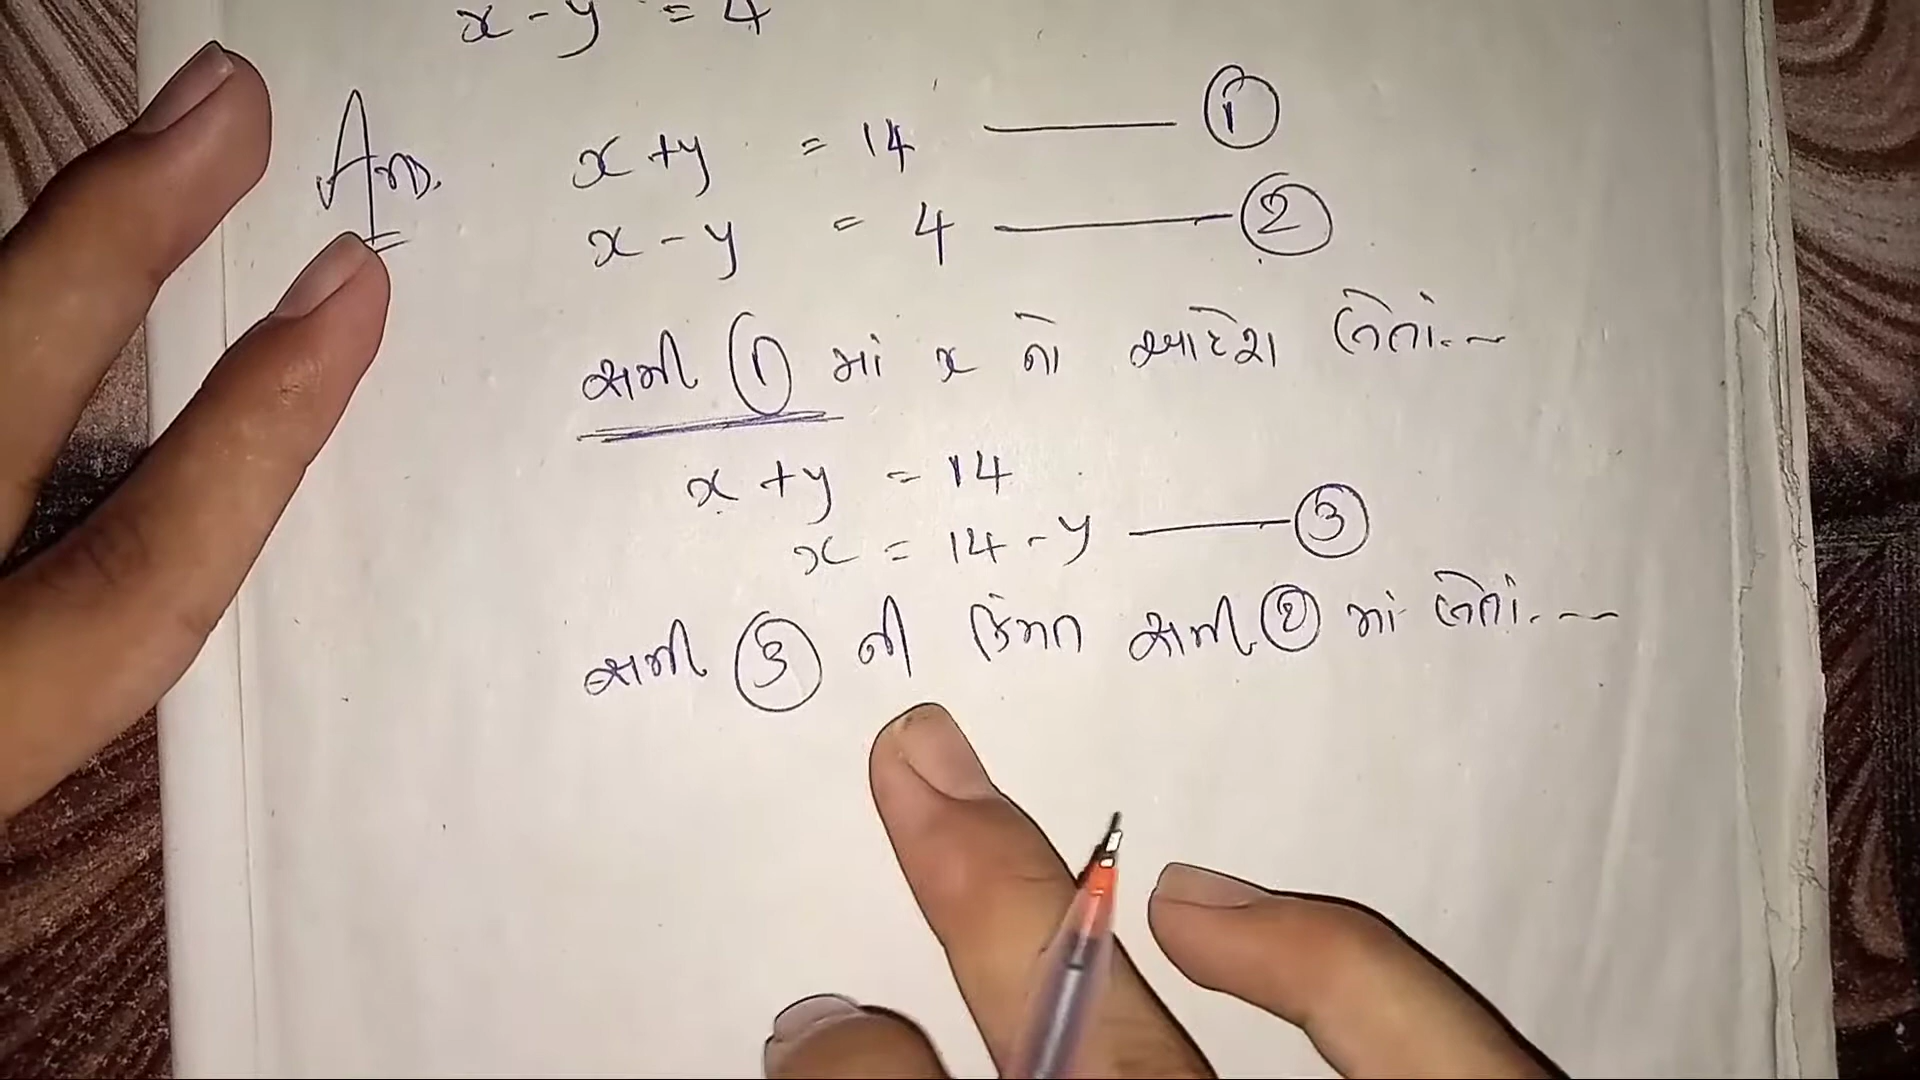 x - y = 4
Ans. x + y = 14 —— ①
x - y = 4 —— ②
સમી ① માં x નો આદેશ લેતાં...
x + y = 14
x = 14 - y —— ③
સમી ③ ની કિંમત સમી. ② માં લેતાં....